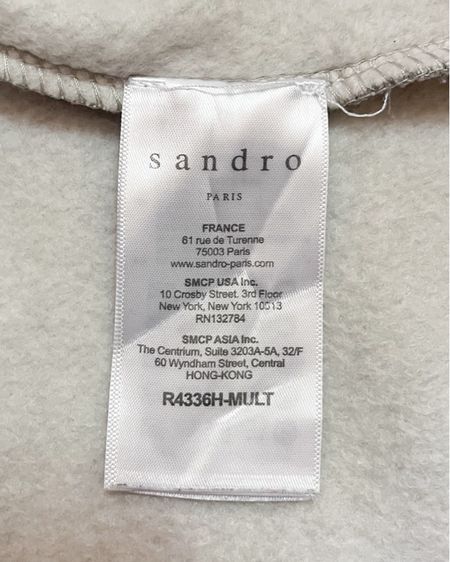 sandro
PARIS
FRANCE
61 rue de Turenne
75003 Paris
www.sandro-paris.com
SMCP USA Inc.
10 Crosby Street. 3rd Floor
New York, New York 10013
RN132784
SMCP ASIA Inc.
The Centrium, Suite 3203A-5A, 32/F
60 Wyndham Street, Central
HONG-KONG
R4336H-MULT